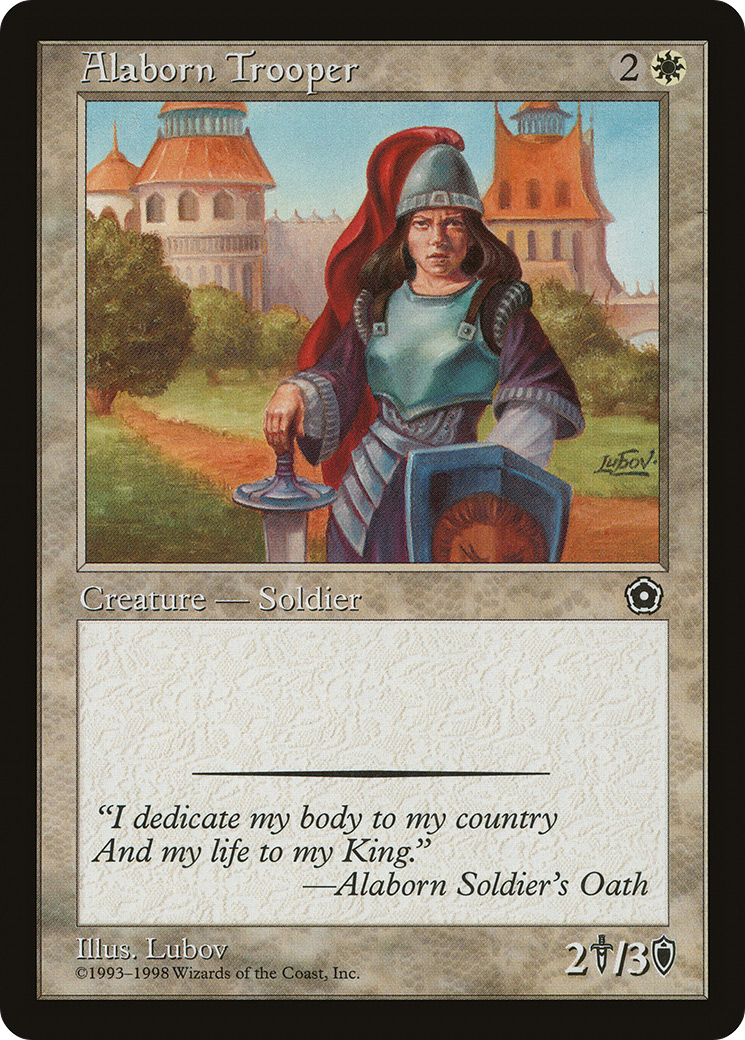 Alaborn Trooper 2
Lubov.
Creature — Soldier
“I dedicate my body to my country
And my life to my King.”
—Alaborn Soldier’s Oath
Illus. Lubov
©1993–1998 Wizards of the Coast, Inc.
2/3